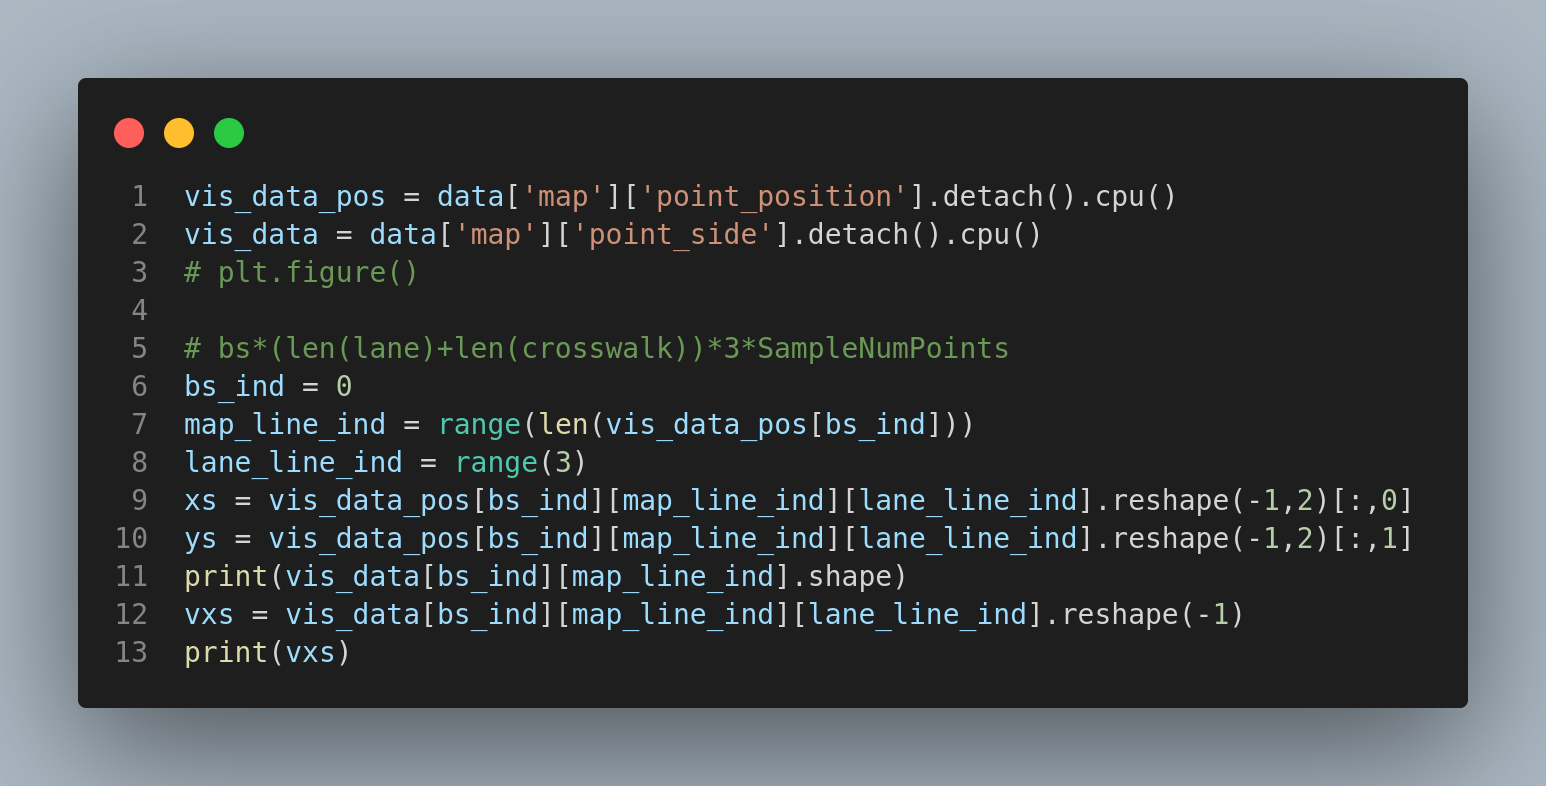 1 vis_data_pos = data['map']['point_position'].detach().cpu()
2 vis_data = data['map']['point_side'].detach().cpu()
3 # plt.figure()
4
5 # bs*(len(lane)+len(crosswalk))*3*SampleNumPoints
6 bs_ind = 0
7 map_line_ind = range(len(vis_data_pos[bs_ind]))
8 lane_line_ind = range(3)
9 xs = vis_data_pos[bs_ind][map_line_ind][lane_line_ind].reshape(-1,2)[:,0]
10 ys = vis_data_pos[bs_ind][map_line_ind][lane_line_ind].reshape(-1,2)[:,1]
11 print(vis_data[bs_ind][map_line_ind].shape)
12 vxs = vis_data[bs_ind][map_line_ind][lane_line_ind].reshape(-1)
13 print(vxs)